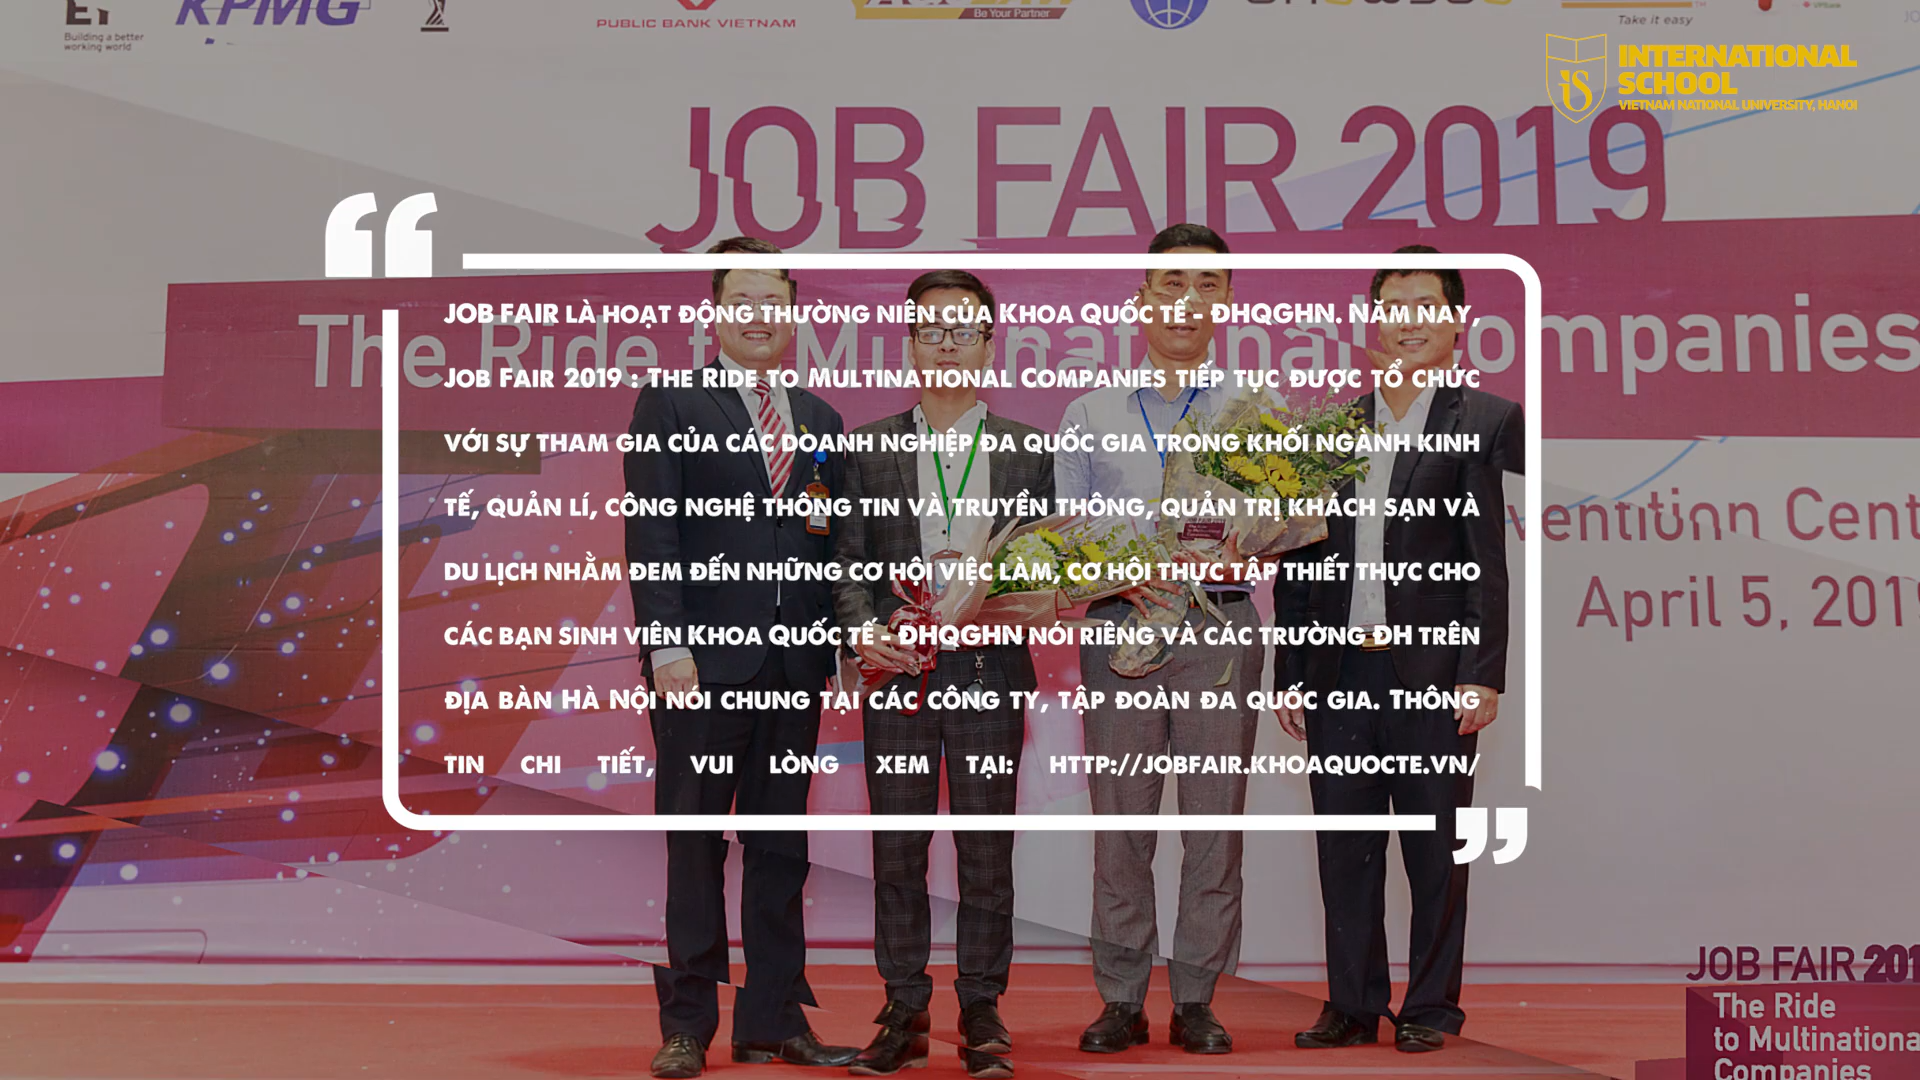 Building a better
working world
KPMG
PUBLIC BANK VIETNAM
Be Your Partner
Take it easy
INTERNATIONAL
SCHOOL
VIETNAM NATIONAL UNIVERSITY, HANOI
JOB FAIR 2019
The Ride to Multinational Companies
April 5, 201
JOB FAIR LÀ HOẠT ĐỘNG THƯỜNG NIÊN CỦA KHOA QUỐC TẾ - ĐHQGHN. NĂM NAY,
JOB FAIR 2019 : THE RIDE TO MULTINATIONAL COMPANIES TIẾP TỤC ĐƯỢC TỔ CHỨC
VỚI SỰ THAM GIA CỦA CÁC DOANH NGHIỆP ĐA QUỐC GIA TRONG KHỐI NGÀNH KINH
TẾ, QUẢN LÍ, CÔNG NGHỆ THÔNG TIN VÀ TRUYỀN THÔNG, QUẢN TRỊ KHÁCH SẠN VÀ
DU LỊCH NHẰM ĐEM ĐẾN NHỮNG CƠ HỘI VIỆC LÀM, CƠ HỘI THỰC TẬP THIẾT THỰC CHO
CÁC BẠN SINH VIÊN KHOA QUỐC TẾ - ĐHQGHN NÓI RIÊNG VÀ CÁC TRƯỜNG ĐH TRÊN
ĐỊA BÀN HÀ NỘI NÓI CHUNG TẠI CÁC CÔNG TY, TẬP ĐOÀN ĐA QUỐC GIA. THÔNG
TIN CHI TIẾT, VUI LÒNG XEM TẠI: HTTP://JOBFAIR.KHOAQUOCTE.VN/
JOB FAIR 201
The Ride
to Multinationa
Companies